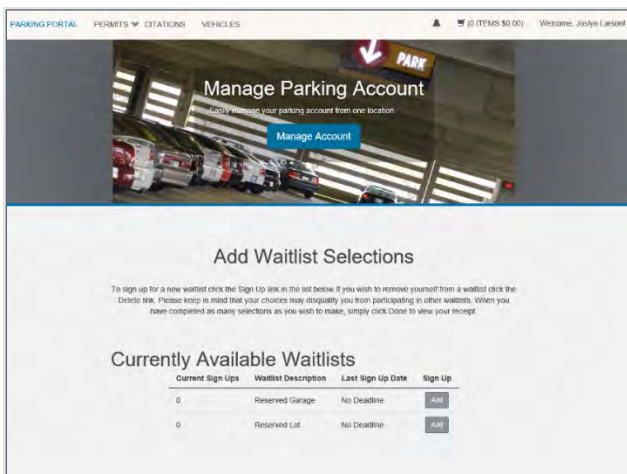 PARKING PORTAL PERMITS CITATIONS VEHICLES (0 ITEMS $0.00) Welcome, Joslyn Larson!
PARK
Manage Parking Account
Easily manage your parking account from one location
Manage Account
Add Waitlist Selections
To sign up for a new waitlist click the Sign Up link in the list below. If you wish to remove yourself from a waitlist click the
Delete link. Please keep in mind that your choices may disqualify you from participating in other waitlists. When you
have completed as many selections as you wish to make, simply click Done to view your receipt.
Currently Available Waitlists
Current Sign Ups Waitlist Description Last Sign Up Date Sign Up
0 Reserved Garage No Deadline Add
0 Reserved Lot No Deadline Add